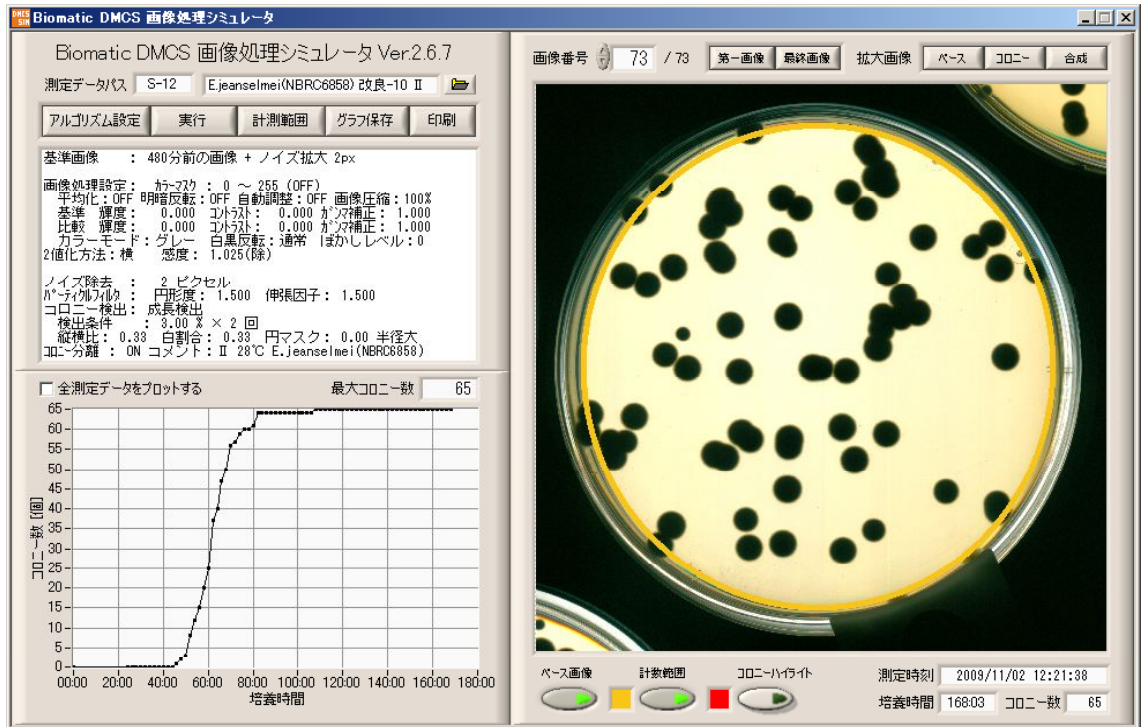 Biomatic DMCS 画像処理シミュレータ
Biomatic DMCS 画像処理シミュレータ Ver.2.6.7
測定データパス S-12 E.jeanselmei(NBRC6858) 改良-10 Ⅱ
アルゴリズム設定 実行 計測範囲 グラフ保存 印刷
基準画像 : 480分前の画像 + ノイズ拡大 2px
画像処理設定: ｶﾗｰﾏｽｸ : 0 ～ 255 (OFF)
平均化:OFF 明暗反転:OFF 自動調整:OFF 画像圧縮:100%
基準 輝度: 0.000 ｺﾝﾄﾗｽﾄ: 0.000 ｶﾞﾝﾏ補正: 1.000
比較 輝度: 0.000 ｺﾝﾄﾗｽﾄ: 0.000 ｶﾞﾝﾏ補正: 1.000
カラーモード:グレー 白黒反転:通常 ぼかしレベル:0
2値化方法:横 感度: 1.025(除)
ノイズ除去 : 2 ピクセル
ﾊﾟｰﾃｨｸﾙﾌｨﾙﾀ: 円形度: 1.500 伸張因子: 1.500
コロニー検出: 成長検出
検出条件 : 3.00 % × 2 回
縦横比: 0.33 白割合: 0.33 円マスク: 0.00 半径大
ｺﾛﾆｰ分離 : ON コメント:Ⅱ 28℃ E.jeanselmei(NBRC6858)
全測定データをプロットする 最大コロニー数 65
65
60
55
50
45
40
35
30
25
20
15
10
5
0
コロニー数 [個]
00:00 20:00 40:00 60:00 80:00 100:00 120:00 140:00 160:00 180:00
培養時間
画像番号 73 / 73 第一画像 最終画像 拡大画像 ベース コロニー 合成
ベース画像 計数範囲 コロニーハイライト
測定時刻 2009/11/02 12:21:38
培養時間 168:03 コロニー数 65